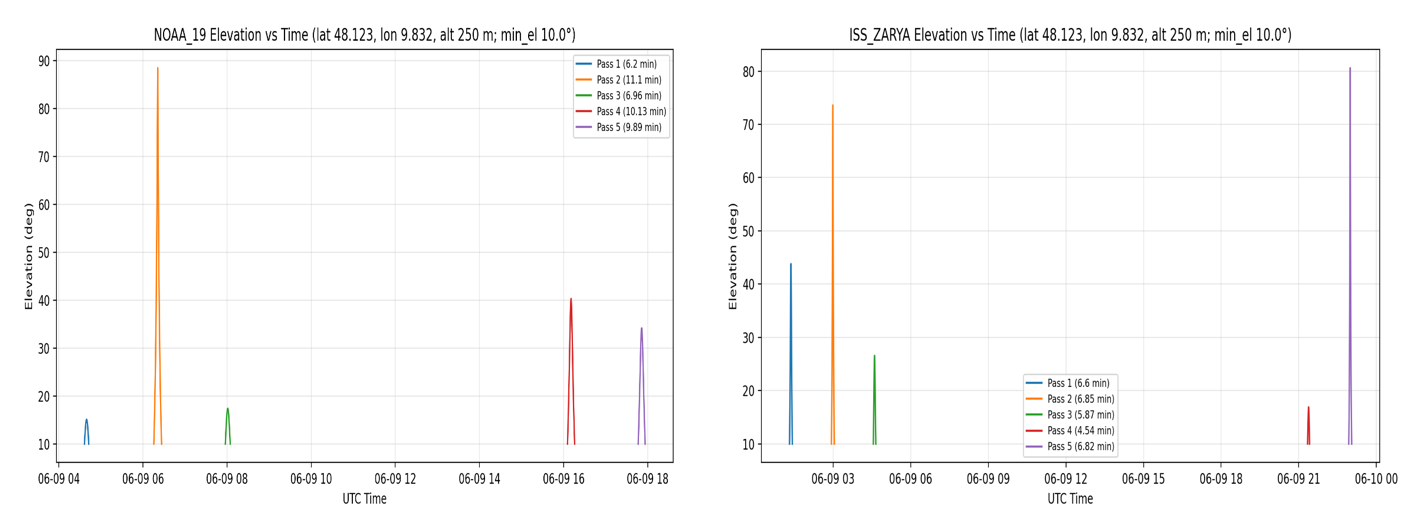 NOAA_19 Elevation vs Time (lat 48.123, lon 9.832, alt 250 m; min_el 10.0°)
Elevation (deg)
90
80
70
60
50
40
30
20
10
Pass 1 (6.2 min)
Pass 2 (11.1 min)
Pass 3 (6.96 min)
Pass 4 (10.13 min)
Pass 5 (9.89 min)
06-09 04 06-09 06 06-09 08 06-09 10 06-09 12 06-09 14 06-09 16 06-09 18
UTC Time
ISS_ZARYA Elevation vs Time (lat 48.123, lon 9.832, alt 250 m; min_el 10.0°)
Elevation (deg)
80
70
60
50
40
30
20
10
Pass 1 (6.6 min)
Pass 2 (6.85 min)
Pass 3 (5.87 min)
Pass 4 (4.54 min)
Pass 5 (6.82 min)
06-09 03 06-09 06 06-09 09 06-09 12 06-09 15 06-09 18 06-09 21 06-10 00
UTC Time